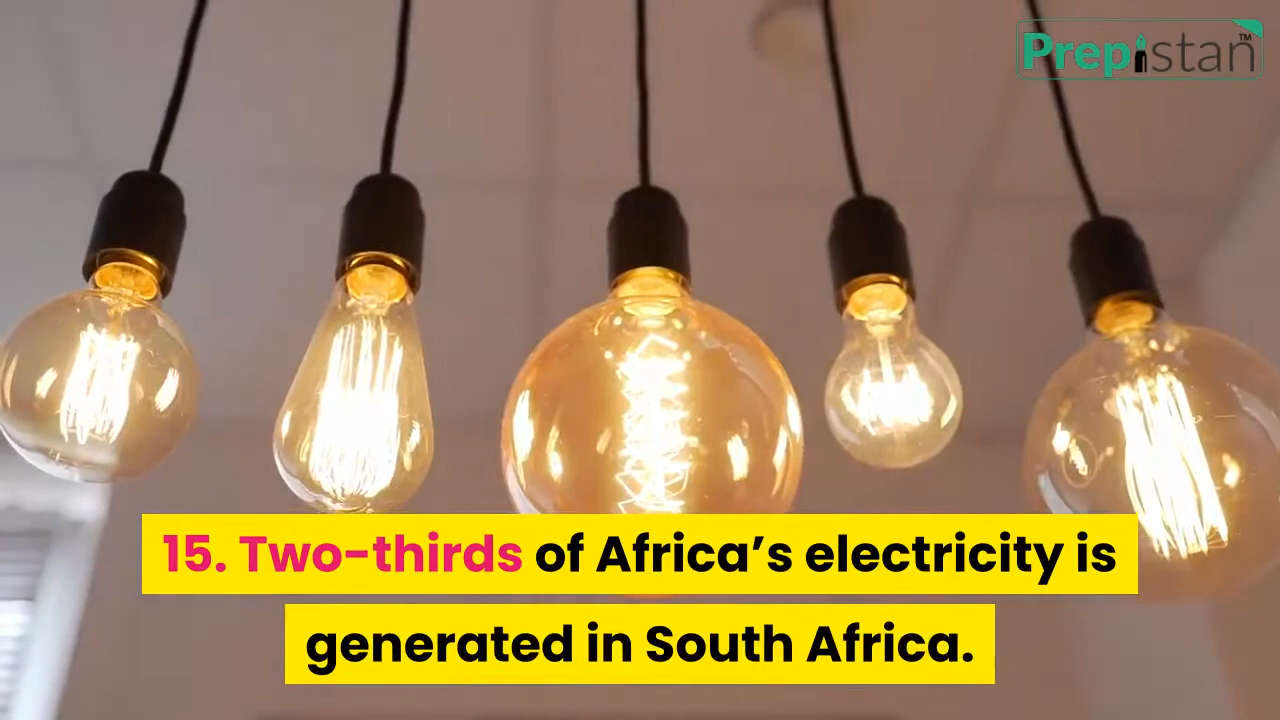 Prepistan™
15. Two-thirds of Africa’s electricity is
generated in South Africa.